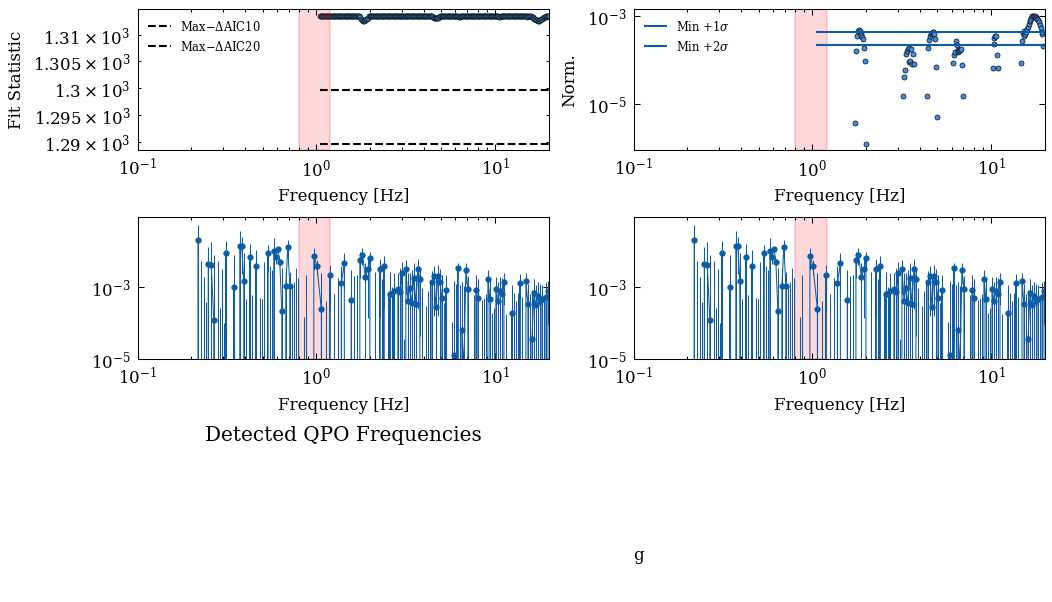 Fit Statistic
1.31 × 10³
1.305 × 10³
1.3 × 10³
1.295 × 10³
1.29 × 10³
Max−ΔAIC10
Max−ΔAIC20
10⁻¹ 10⁰ 10¹
Frequency [Hz]
Norm.
10⁻³
10⁻⁵
Min +1σ
Min +2σ
10⁻¹ 10⁰ 10¹
Frequency [Hz]
10⁻³
10⁻⁵
10⁻¹ 10⁰ 10¹
Frequency [Hz]
10⁻³
10⁻⁵
10⁻¹ 10⁰ 10¹
Frequency [Hz]
Detected QPO Frequencies
g